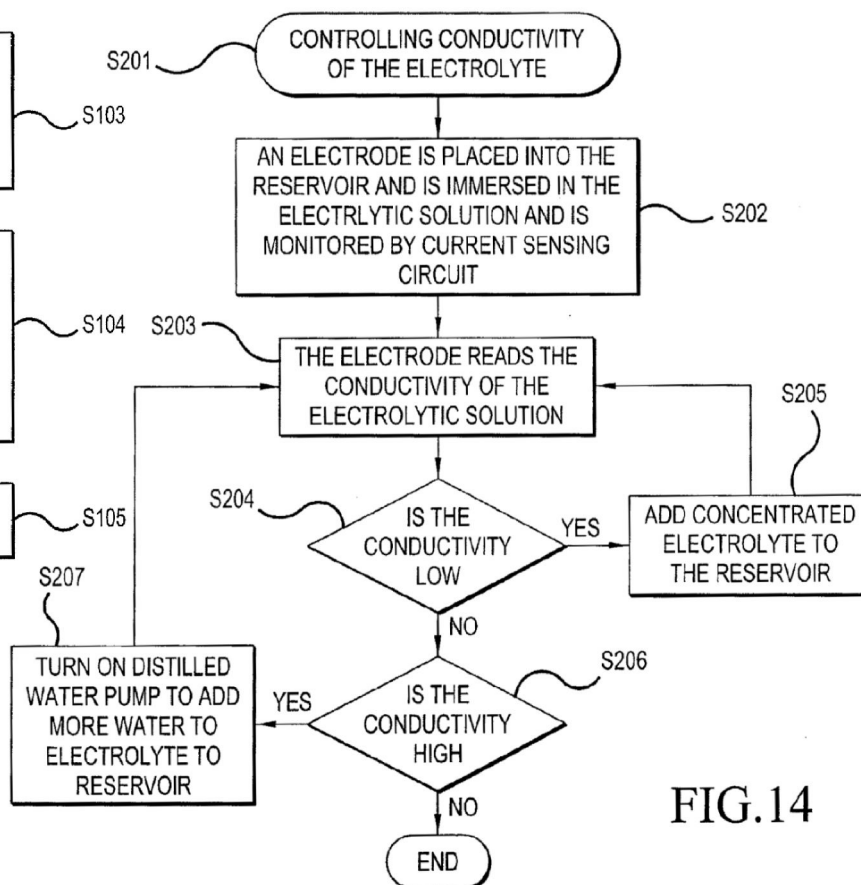 S201
CONTROLLING CONDUCTIVITY
OF THE ELECTROLYTE
S103
AN ELECTRODE IS PLACED INTO THE
RESERVOIR AND IS IMMERSED IN THE
ELECTRLYTIC SOLUTION AND IS
MONITORED BY CURRENT SENSING
CIRCUIT
S202
S104
S203
THE ELECTRODE READS THE
CONDUCTIVITY OF THE
ELECTROLYTIC SOLUTION
S205
S105
S204
IS THE
CONDUCTIVITY
LOW
YES
ADD CONCENTRATED
ELECTROLYTE TO
THE RESERVOIR
NO
S207
TURN ON DISTILLED
WATER PUMP TO ADD
MORE WATER TO
ELECTROLYTE TO
RESERVOIR
YES
IS THE
CONDUCTIVITY
HIGH
S206
NO
END
FIG.14